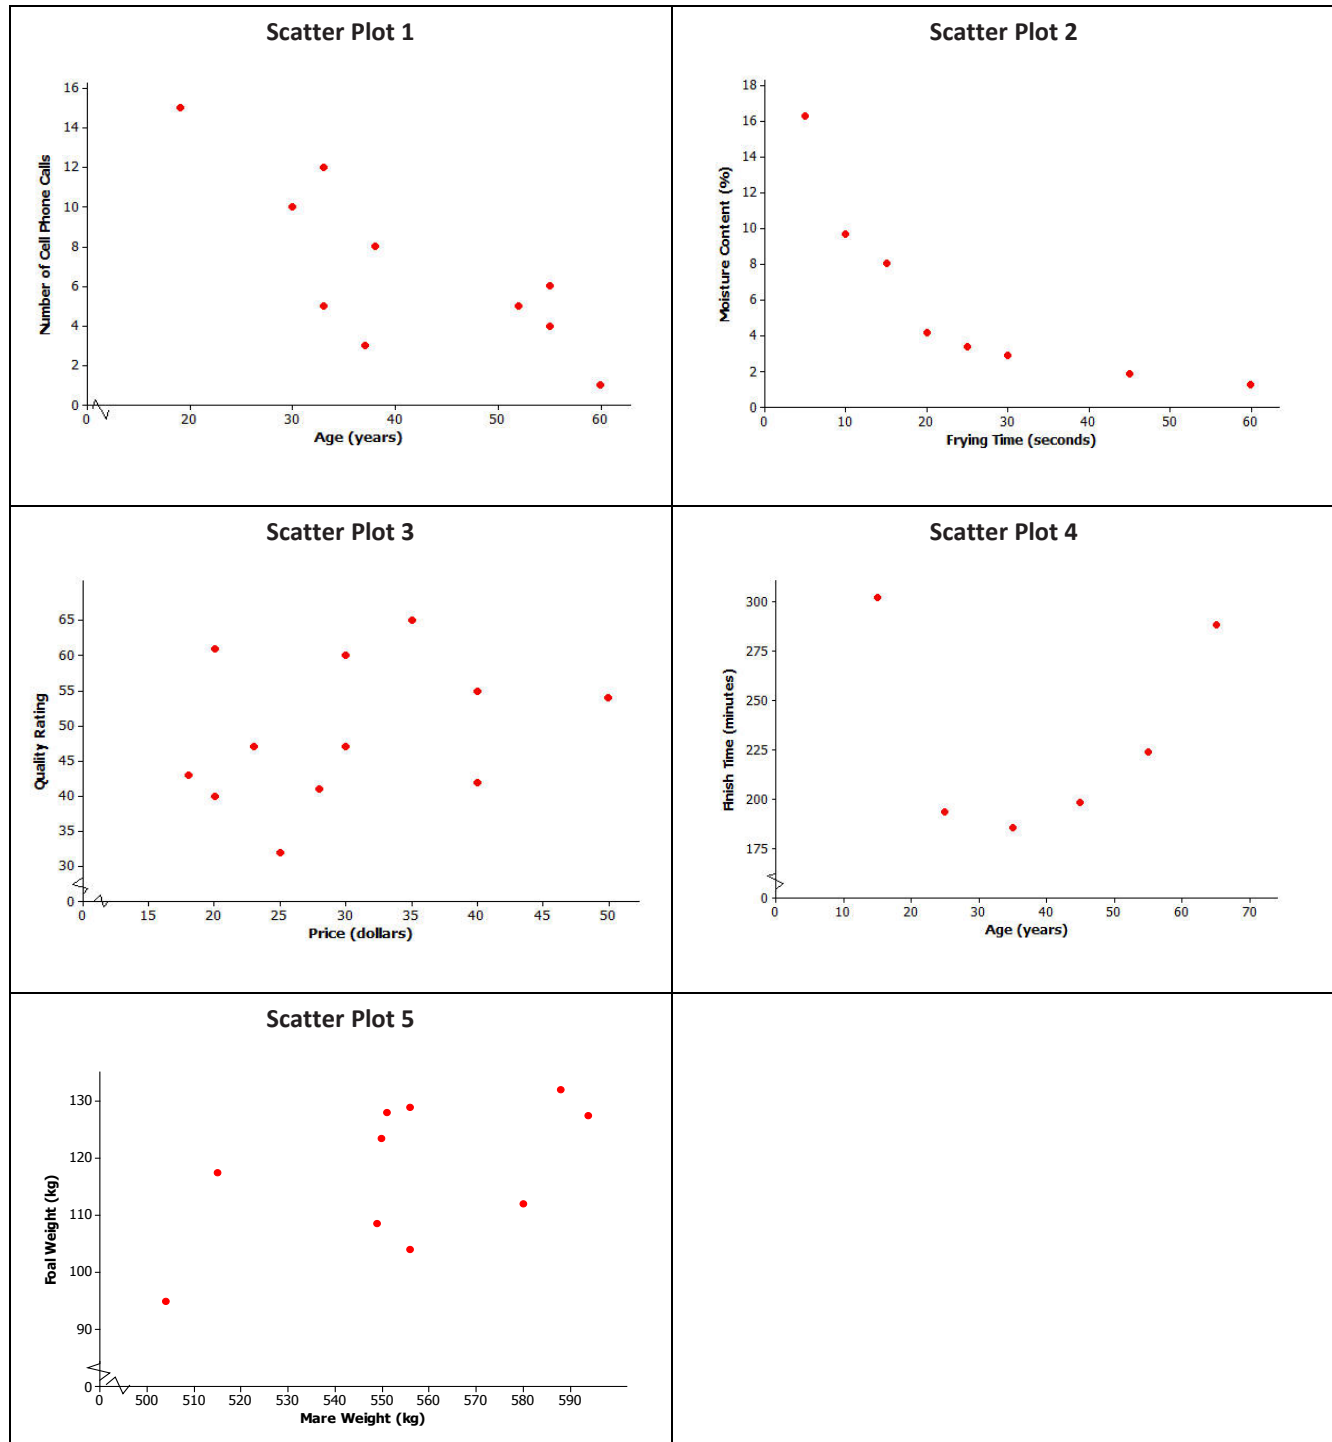 Scatter Plot 1
16
14
12
10
8
6
4
2
0
Number of Cell Phone Calls
0 20 30 40 50 60
Age (years)
Scatter Plot 2
18
16
14
12
10
8
6
4
2
0
Moisture Content (%)
0 10 20 30 40 50 60
Frying Time (seconds)
Scatter Plot 3
65
60
55
50
45
40
35
30
0
Quality Rating
0 15 20 25 30 35 40 45 50
Price (dollars)
Scatter Plot 4
300
275
250
225
200
175
0
Finish Time (minutes)
0 10 20 30 40 50 60 70
Age (years)
Scatter Plot 5
130
120
110
100
90
0
Foal Weight (kg)
0 500 510 520 530 540 550 560 570 580 590
Mare Weight (kg)